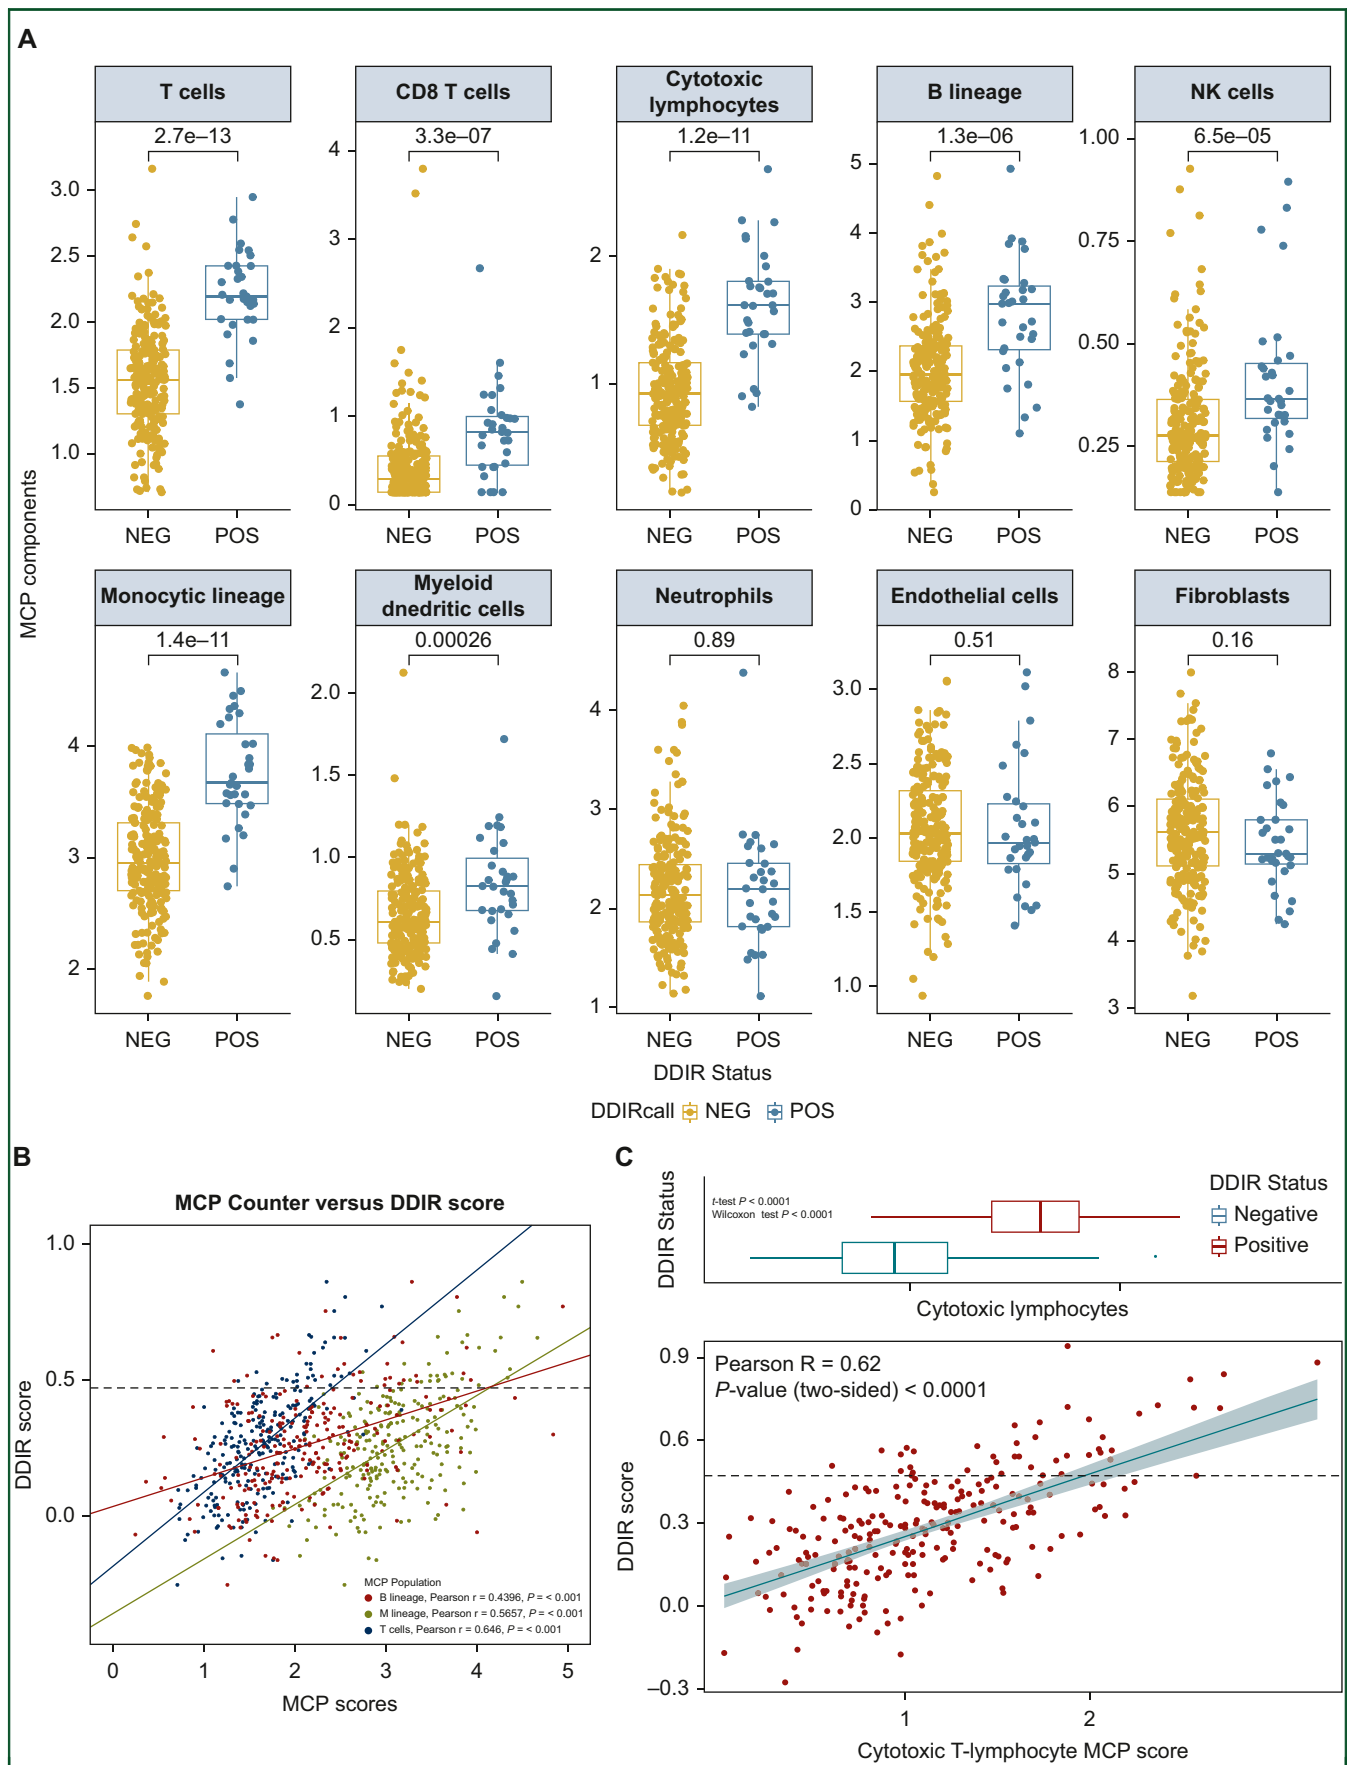 A
T cells
CD8 T cells
Cytotoxic
lymphocytes
B lineage
NK cells
2.7e–13
3.3e–07
1.2e–11
1.3e–06
6.5e–05
3.0
2.5
2.0
1.5
1.0
4
3
2
1
0
2
1
5
4
3
2
1
0
1.00
0.75
0.50
0.25
NEG POS
NEG POS
NEG POS
NEG POS
NEG POS
MCP components
Monocytic lineage
Myeloid
dnedritic cells
Neutrophils
Endothelial cells
Fibroblasts
1.4e–11
0.00026
0.89
0.51
0.16
4
3
2
2.0
1.5
1.0
0.5
4
3
2
1
3.0
2.5
2.0
1.5
1.0
8
7
6
5
4
3
NEG POS
NEG POS
NEG POS
NEG POS
NEG POS
DDIR Status
DDIRcall NEG POS
B
MCP Counter versus DDIR score
1.0
0.5
0.0
DDIR score
MCP Population
B lineage, Pearson r = 0.4396, P = < 0.001
M lineage, Pearson r = 0.5657, P = < 0.001
T cells, Pearson r = 0.646, P = < 0.001
0 1 2 3 4 5
MCP scores
C
DDIR Status
t-test P < 0.0001
Wilcoxon test P < 0.0001
DDIR Status
Negative
Positive
Cytotoxic lymphocytes
Pearson R = 0.62
P-value (two-sided) < 0.0001
0.9
0.6
0.3
0.0
–0.3
DDIR score
1 2
Cytotoxic T-lymphocyte MCP score